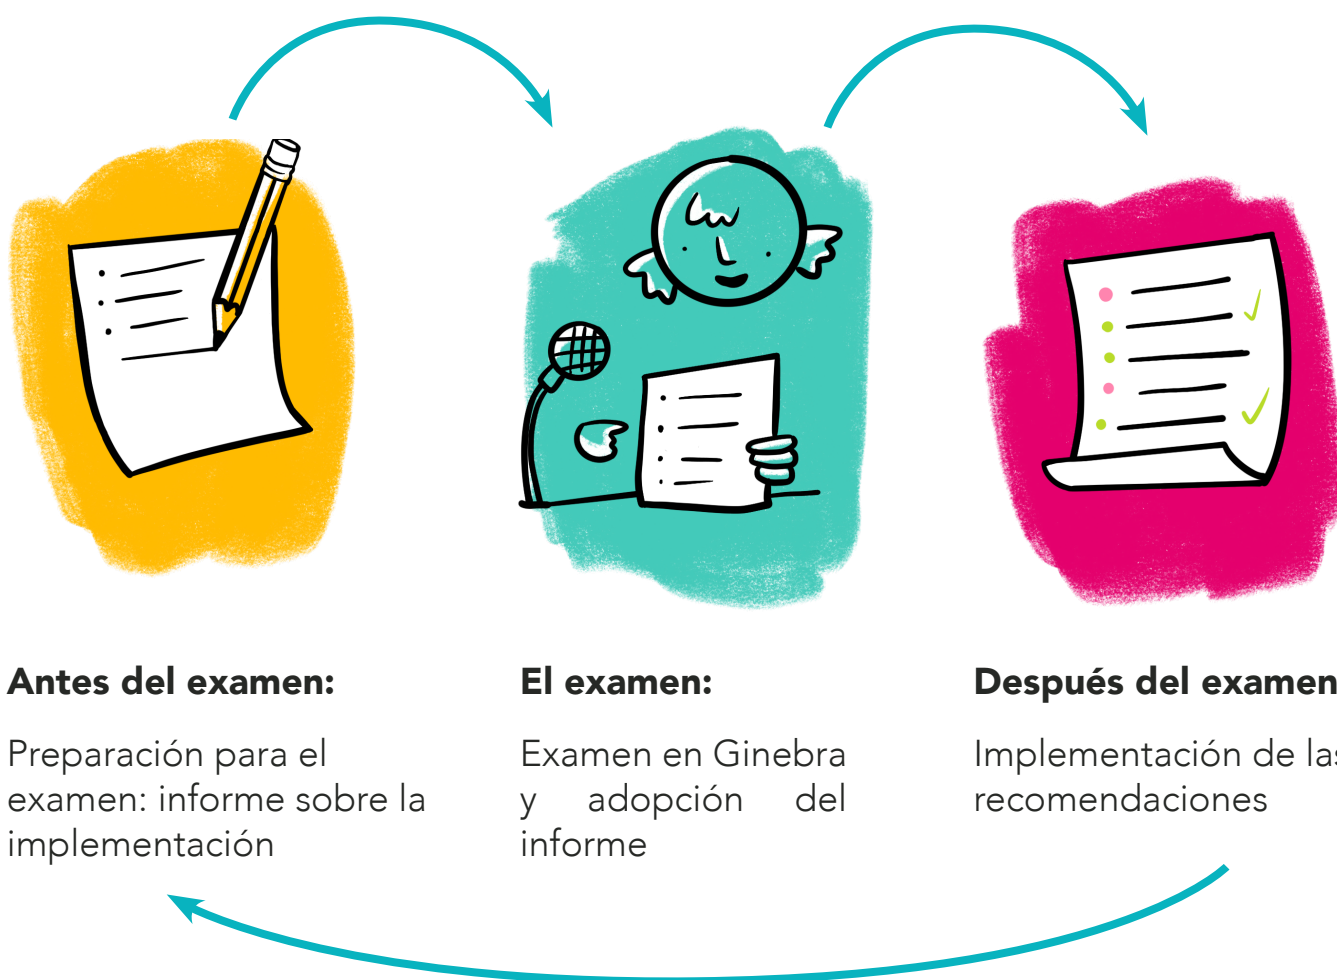 Antes del examen:
Preparación para el
examen: informe sobre la
implementación
El examen:
Examen en Ginebra
y adopción del
informe
Después del examen
Implementación de las
recomendaciones